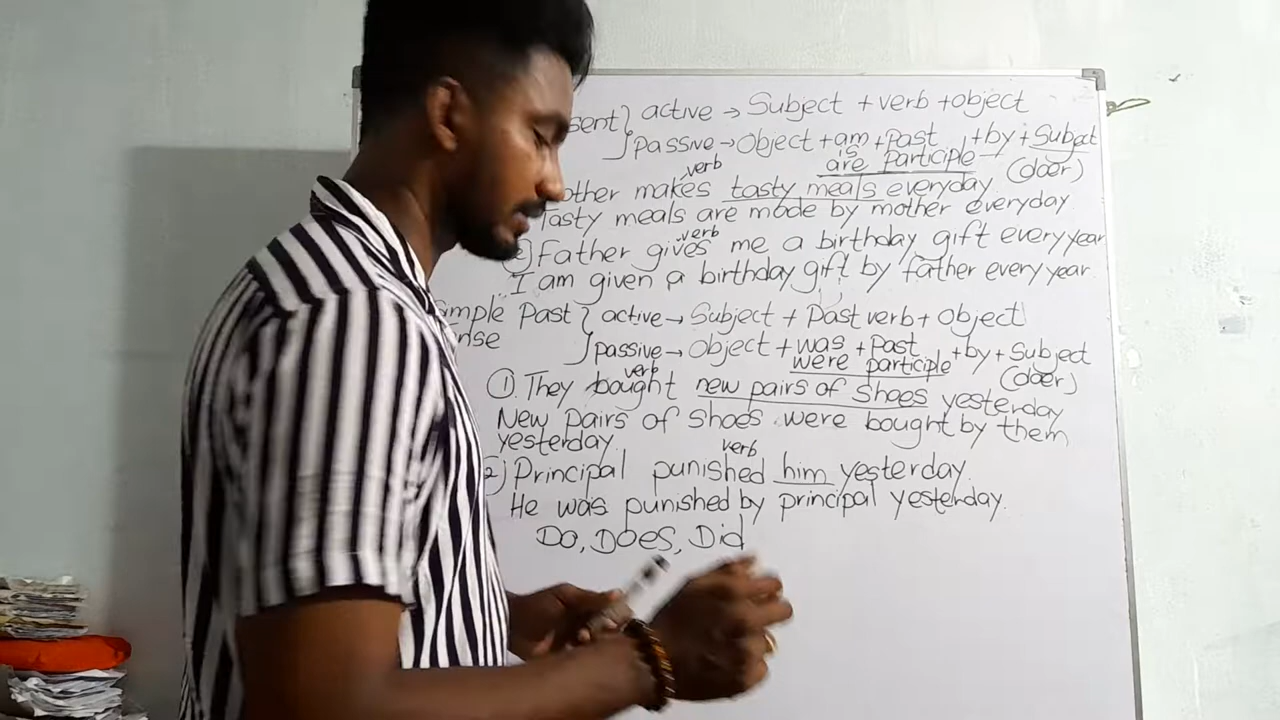 sent } active → Subject + verb + object
passive → Object + am + Past + by + Subject
is
are participle (doer)
verb
other makes tasty meals everyday
Tasty meals are made by mother everyday
verb
2) Father gives me a birthday gift every year
I am given a birthday gift by father every year.
imple Past } active → Subject + Past verb + object
nse
passive → Object + was + Past + by + Subject
were participle (doer)
verb
① They bought new pairs of shoes yesterday
New pairs of shoes were bought by them
yesterday.
verb
2) Principal punished him yesterday.
He was punished by principal yesterday.
Do, Does, Did